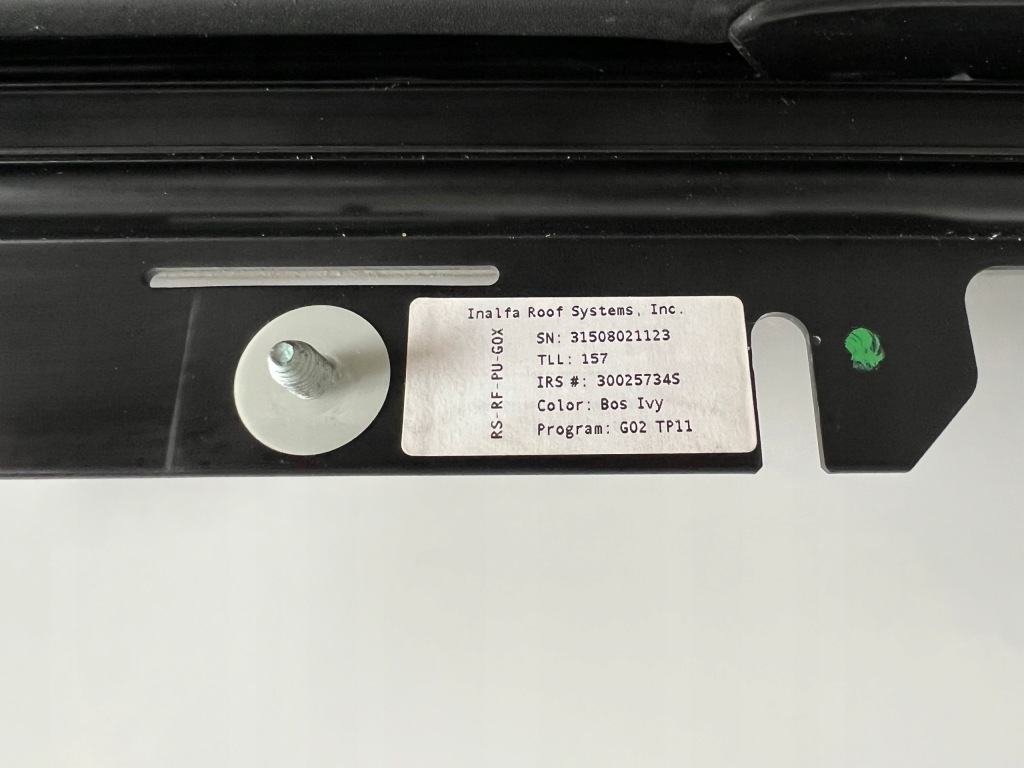 Inalfa Roof Systems, Inc.
RS-RF-PU-G0X
SN: 31508021123
TLL: 157
IRS #: 30025734S
Color: Bos Ivy
Program: G02 TP11